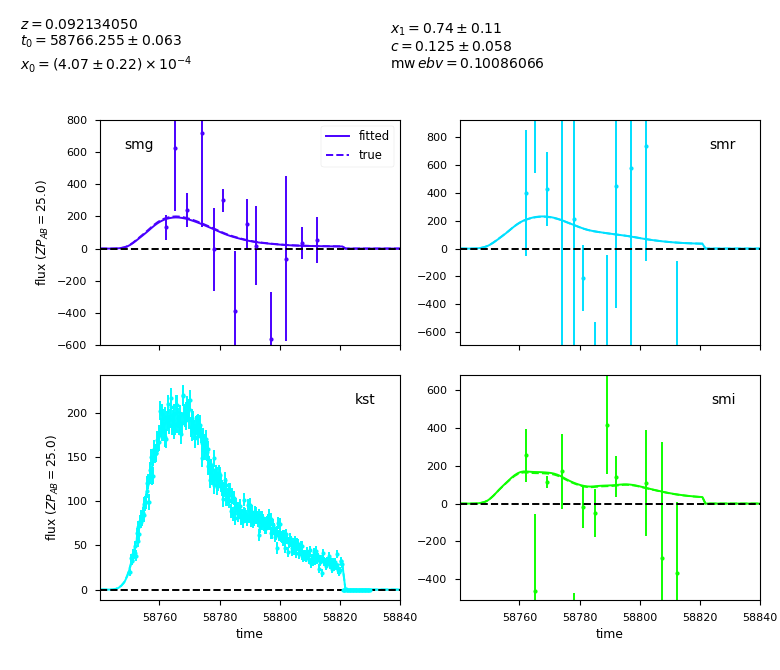 z = 0.092134050
t₀ = 58766.255 ± 0.063
x₀ = (4.07 ± 0.22) × 10⁻⁴
x₁ = 0.74 ± 0.11
c = 0.125 ± 0.058
mw ebv = 0.10086066
smg
fitted
true
800
600
400
200
0
−200
−400
−600
flux (ZP_AB = 25.0)
smr
800
600
400
200
0
−200
−400
−600
kst
200
150
100
50
0
flux (ZP_AB = 25.0)
58760 58780 58800 58820 58840
time
smi
600
400
200
0
−200
−400
58760 58780 58800 58820 58840
time